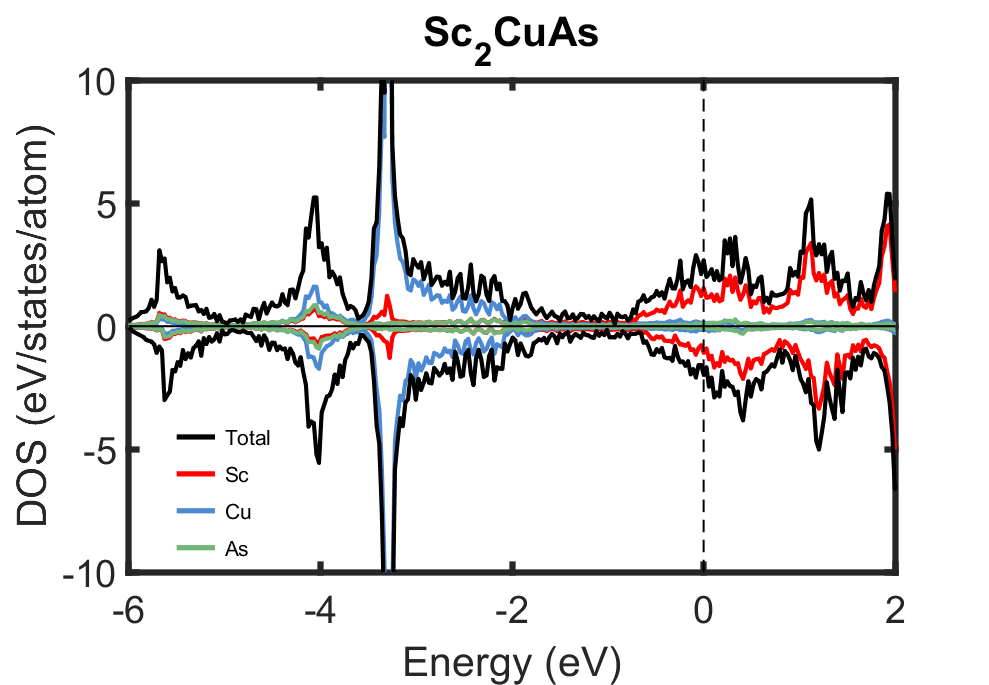 Sc₂CuAs
10
5
0
-5
-10
DOS (eV/states/atom)
Total
Sc
Cu
As
-6
-4
-2
0
2
Energy (eV)